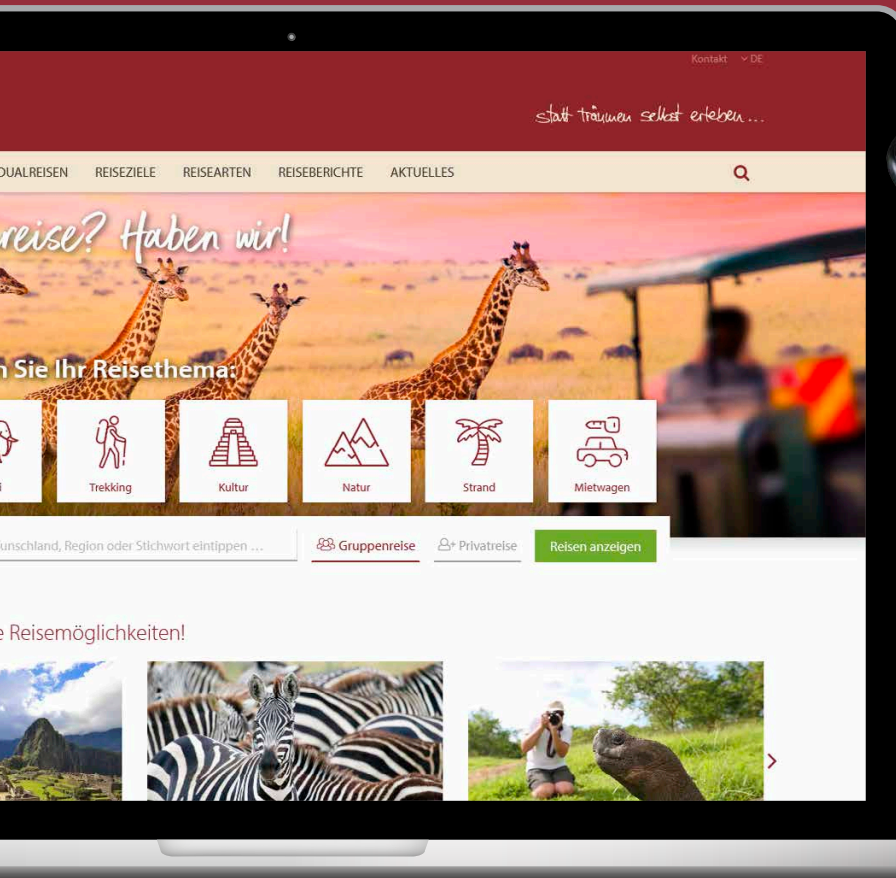 Kontakt DE
statt träumen selbst erleben...
DUALREISEN REISEZIELE REISEARTEN REISEBERICHTE AKTUELLES
reise? Haben wir!
n Sie Ihr Reisethema:
i Trekking Kultur Natur Strand Mietwagen
unschland, Region oder Stichwort eintippen ... Gruppenreise Privatreise Reisen anzeigen
e Reisemöglichkeiten!